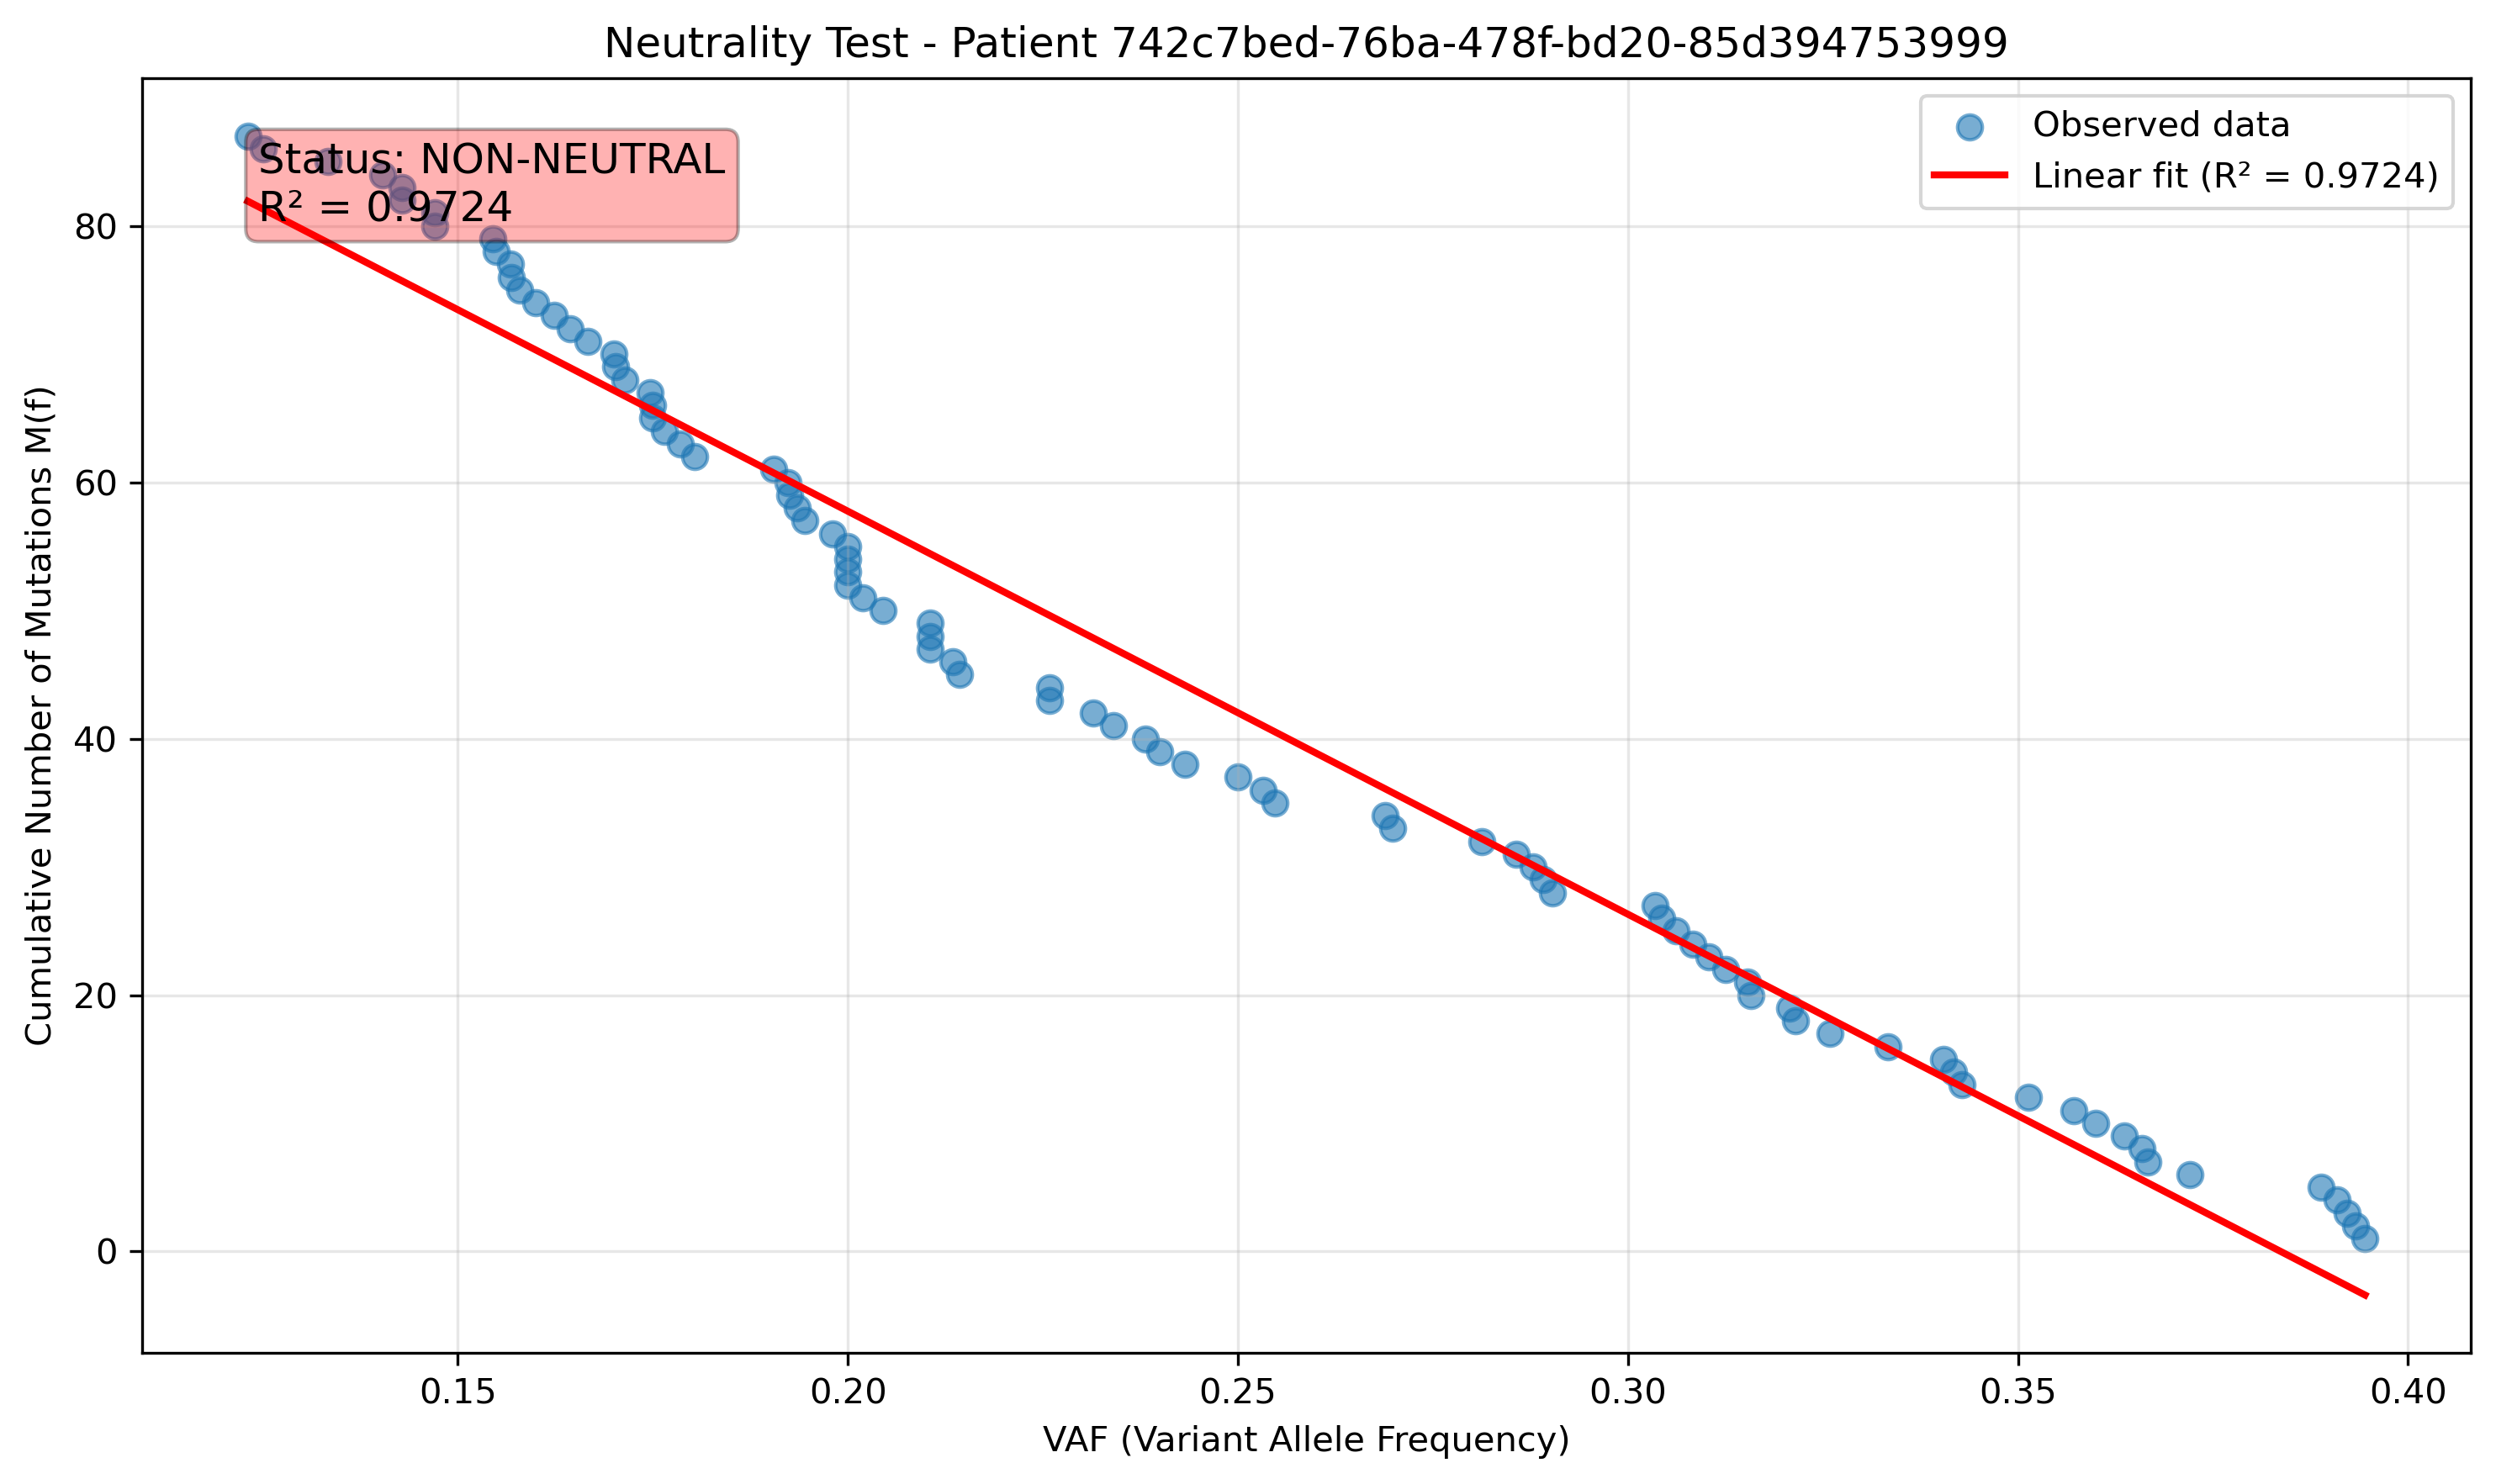 Neutrality Test - Patient 742c7bed-76ba-478f-bd20-85d394753999
Status: NON-NEUTRAL
R² = 0.9724
Observed data
Linear fit (R² = 0.9724)
Cumulative Number of Mutations M(f)
80
60
40
20
0
0.15
0.20
0.25
0.30
0.35
0.40
VAF (Variant Allele Frequency)